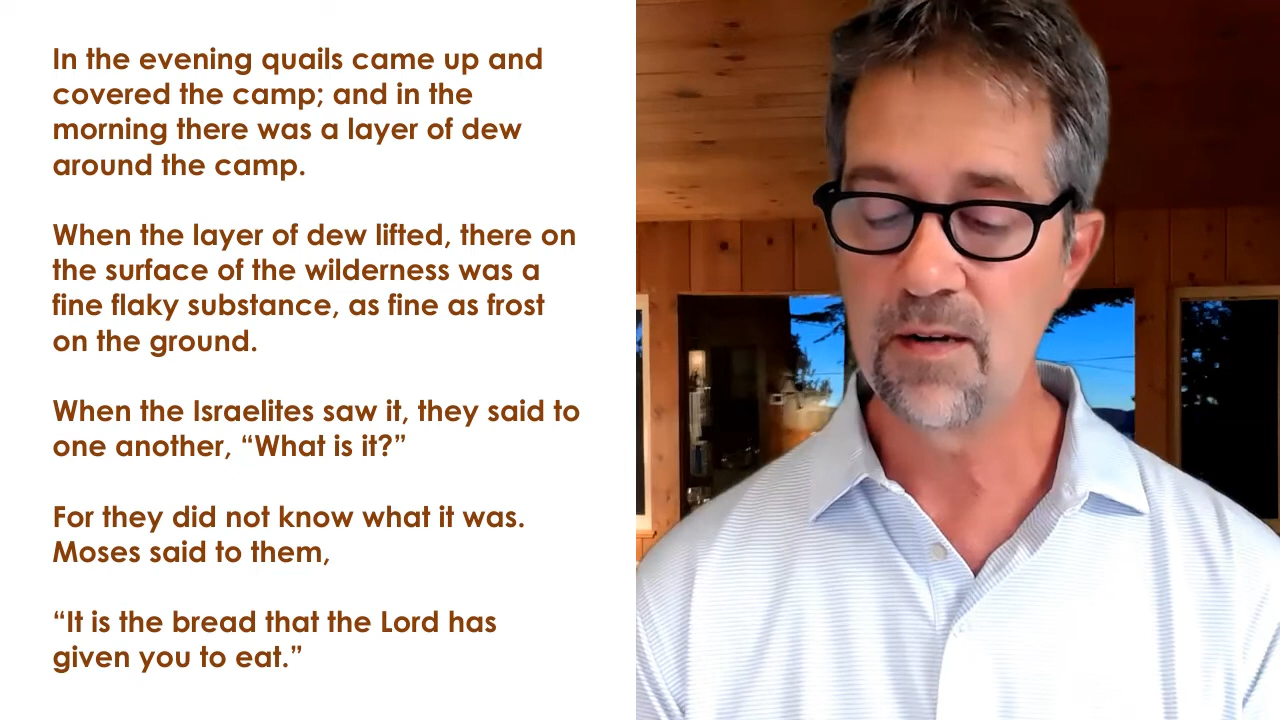 In the evening quails came up and
covered the camp; and in the
morning there was a layer of dew
around the camp.
When the layer of dew lifted, there on
the surface of the wilderness was a
fine flaky substance, as fine as frost
on the ground.
When the Israelites saw it, they said to
one another, “What is it?”
For they did not know what it was.
Moses said to them,
“It is the bread that the Lord has
given you to eat.”